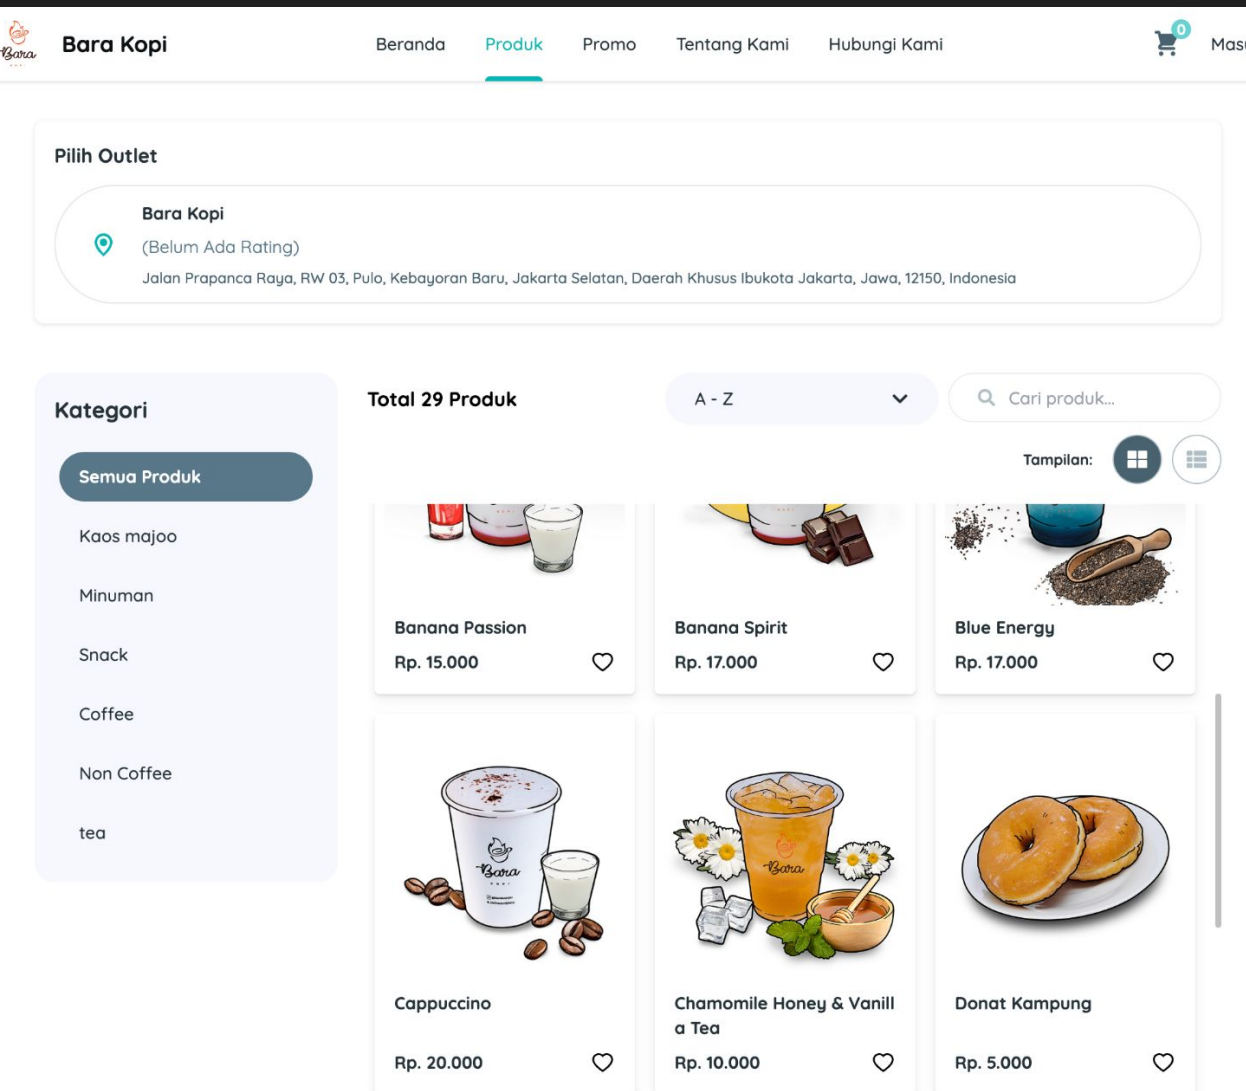 Bara
KOPI
Bara Kopi
Beranda
Produk
Promo
Tentang Kami
Hubungi Kami
0
Pilih Outlet
Bara Kopi
(Belum Ada Rating)
Jalan Prapanca Raya, RW 03, Pulo, Kebayoran Baru, Jakarta Selatan, Daerah Khusus Ibukota Jakarta, Jawa, 12150, Indonesia
Kategori
Semua Produk
Kaos majoo
Minuman
Snack
Coffee
Non Coffee
tea
Total 29 Produk
A - Z
Cari produk...
Tampilan:
Banana Passion
Rp. 15.000
Banana Spirit
Rp. 17.000
Blue Energy
Rp. 17.000
Bara
Cappuccino
Rp. 20.000
Bara
Chamomile Honey & Vanill
a Tea
Rp. 10.000
Donat Kampung
Rp. 5.000